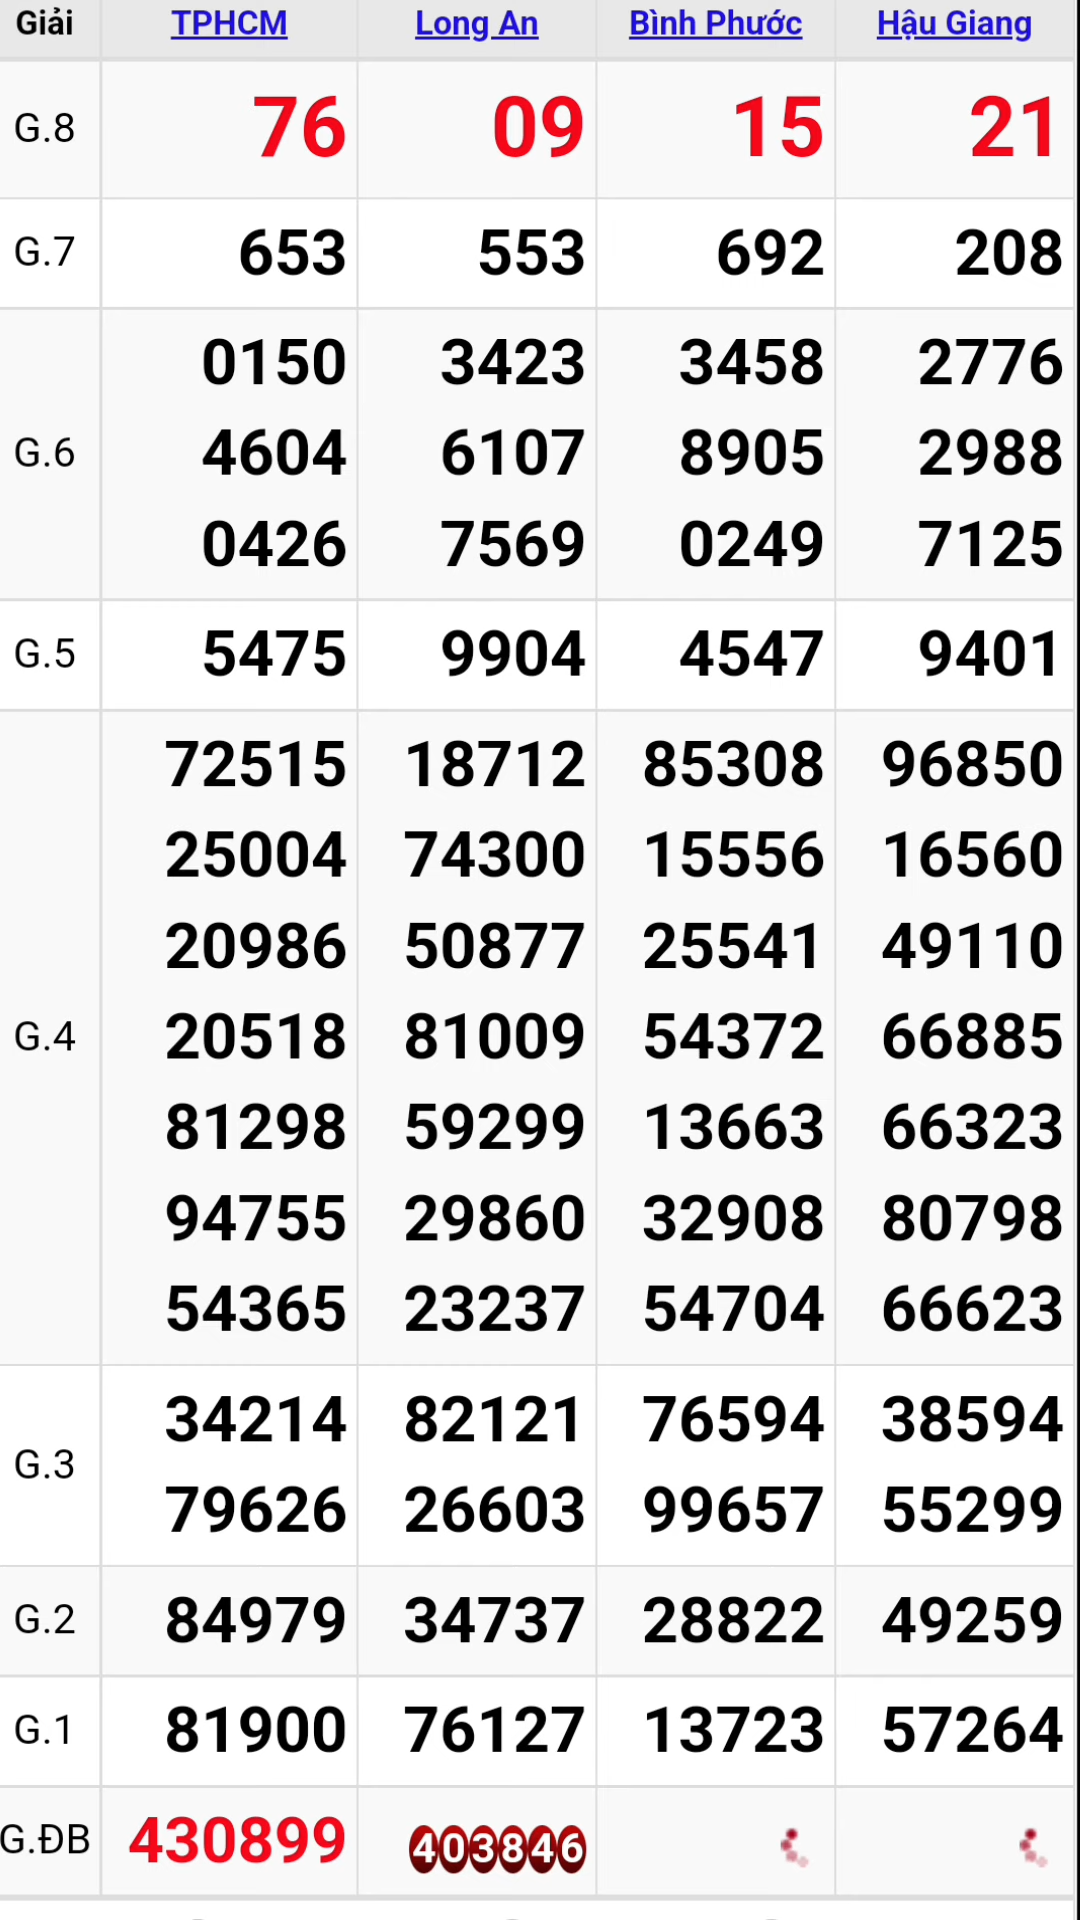 Giải TPHCM Long An Bình Phước Hậu Giang
G.8 76 09 15 21
G.7 653 553 692 208
0150 3423 3458 2776
G.6 4604 6107 8905 2988
0426 7569 0249 7125
G.5 5475 9904 4547 9401
72515 18712 85308 96850
25004 74300 15556 16560
20986 50877 25541 49110
G.4 20518 81009 54372 66885
81298 59299 13663 66323
94755 29860 32908 80798
54365 23237 54704 66623
34214 82121 76594 38594
G.3
79626 26603 99657 55299
G.2 84979 34737 28822 49259
G.1 81900 76127 13723 57264
G.ĐB 430899 403846